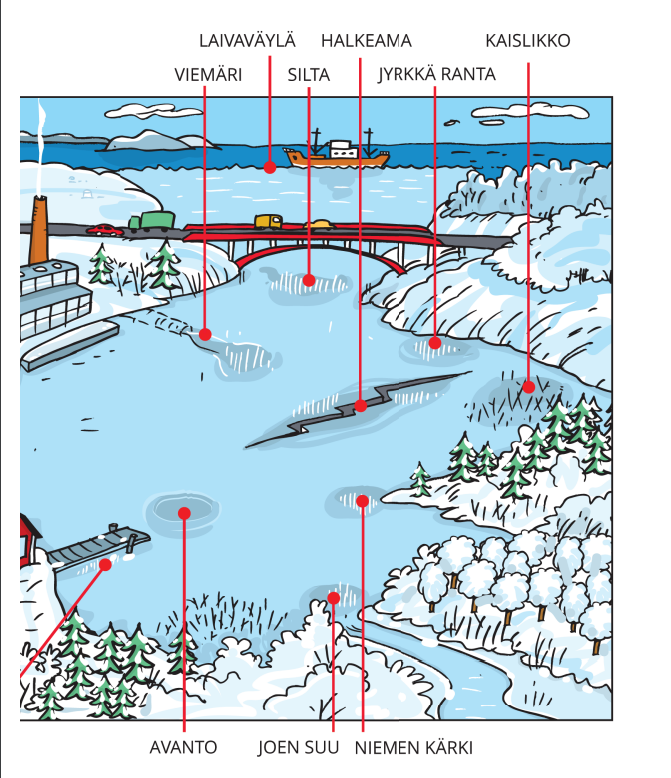 LAIVAVÄYLÄ HALKEAMA KAISLIKKO
VIEMÄRI SILTA JYRKKÄ RANTA
AVANTO JOEN SUU NIEMEN KÄRKI